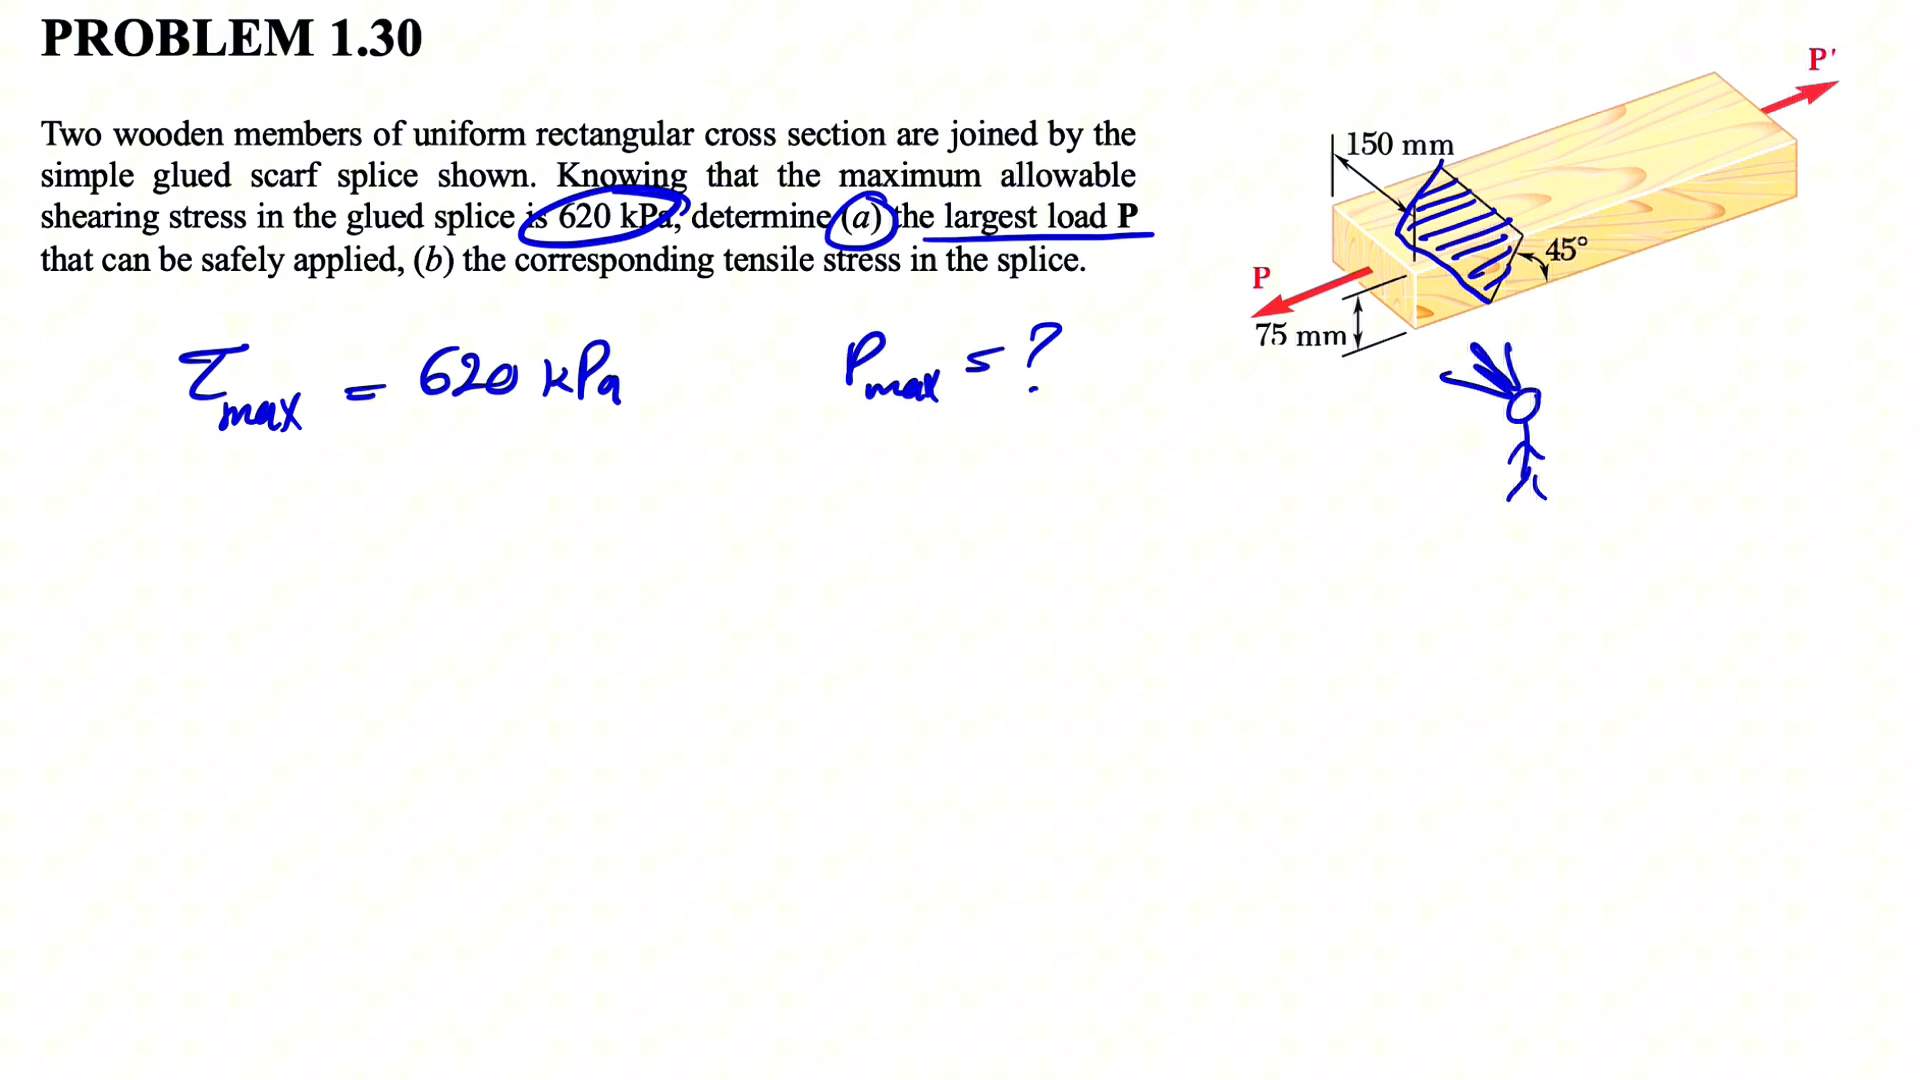 PROBLEM 1.30
Two wooden members of uniform rectangular cross section are joined by the
simple glued scarf splice shown. Knowing that the maximum allowable
shearing stress in the glued splice is 620 kPa, determine (a) the largest load P
that can be safely applied, (b) the corresponding tensile stress in the splice.
P'
150 mm
45°
P
75 mm
τmax = 620 kPa
Pmax = ?